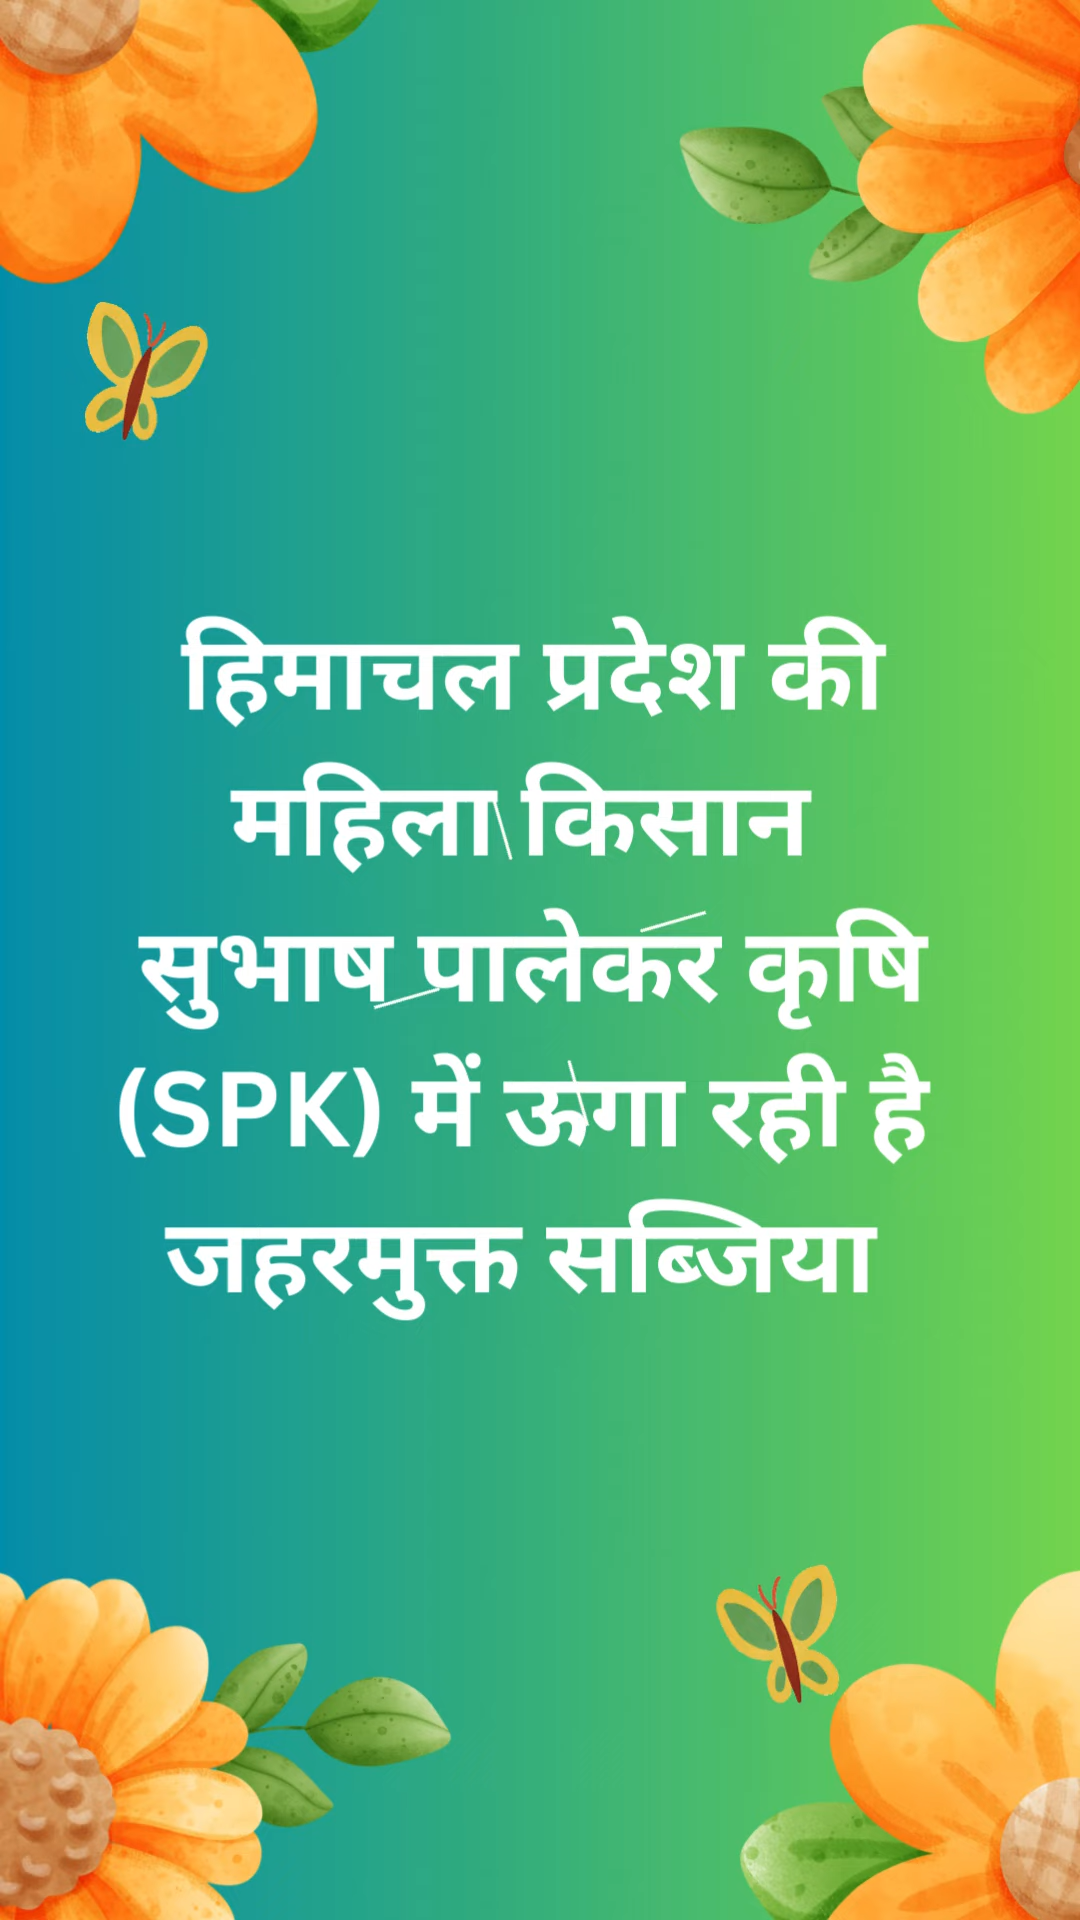 हिमाचल प्रदेश की
महिला किसान
सुभाष पालेकर कृषि
(SPK) में ऊगा रही है
जहरमुक्त सब्जिया